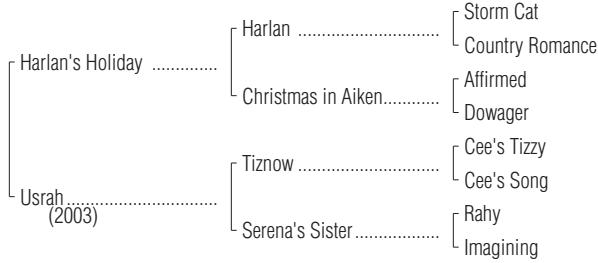 Storm Cat
Harlan ................................
Country Romance
Harlan's Holiday ..............
Affirmed
Christmas in Aiken.............
Dowager
Cee's Tizzy
Tiznow ................................
Cee's Song
Usrah ................................
(2003)
Rahy
Serena's Sister ...................
Imagining